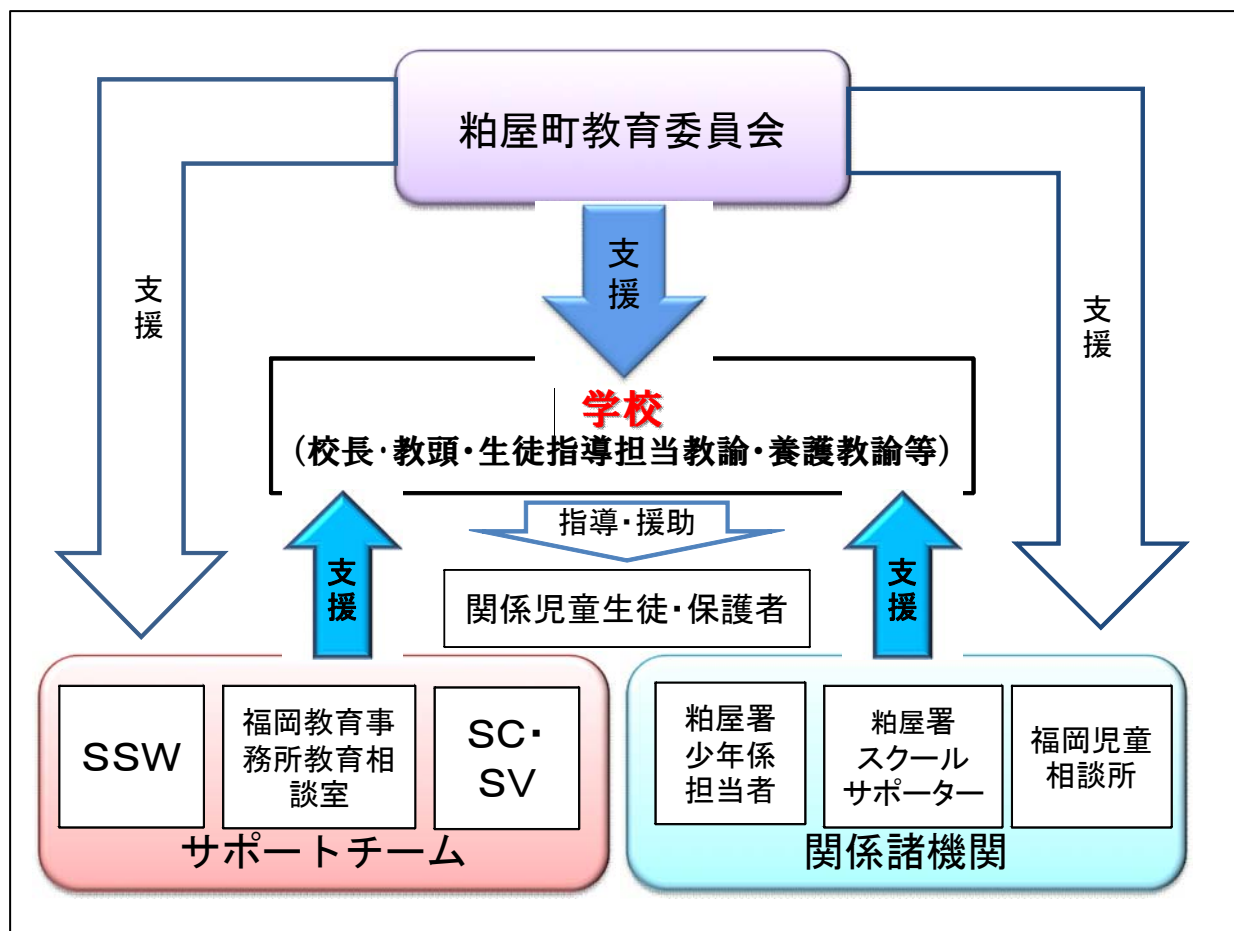 粕屋町教育委員会
支
援
支
援
支
援
学校
（校長・教頭・生徒指導担当教諭・養護教諭等）
指導・援助
支
援
支
援
関係児童生徒・保護者
SSW
福岡教育事
務所教育相
談室
SC・
SV
サポートチーム
粕屋署
少年係
担当者
粕屋署
スクール
サポーター
福岡児童
相談所
関係諸機関